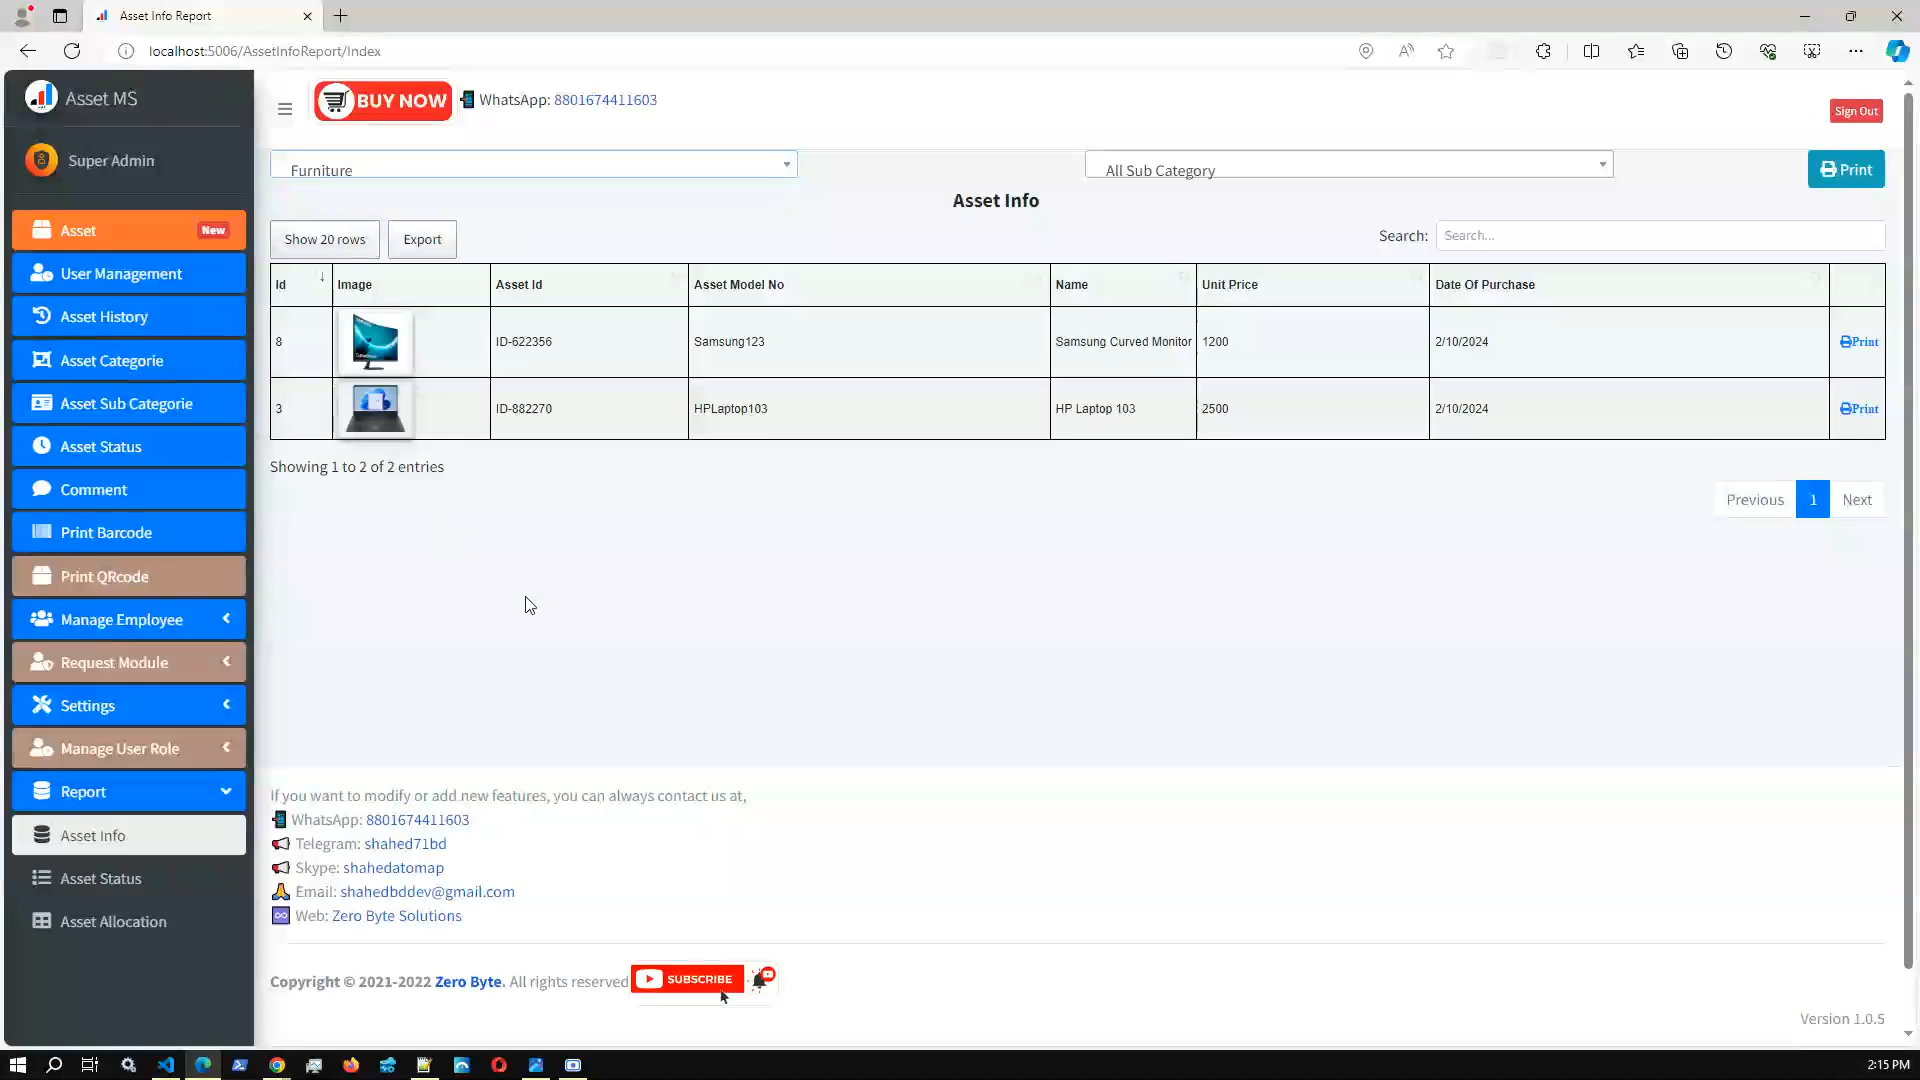 Asset Info Report
localhost:5006/AssetInfoReport/Index
Asset MS
BUY NOW WhatsApp: 8801674411603
Sign Out
Super Admin
Furniture
All Sub Category
Print
Asset Info
Asset New
User Management
Asset History
Asset Categorie
Asset Sub Categorie
Asset Status
Comment
Print Barcode
Print QRcode
Manage Employee
Request Module
Settings
Manage User Role
Report
Asset Info
Asset Status
Asset Allocation
Show 20 rows Export
Search: Search...
Id Image Asset Id Asset Model No Name Unit Price Date Of Purchase
8 ID-622356 Samsung123 Samsung Curved Monitor 1200 2/10/2024 Print
3 ID-882270 HPLaptop103 HP Laptop 103 2500 2/10/2024 Print
Showing 1 to 2 of 2 entries
Previous 1 Next
If you want to modify or add new features, you can always contact us at,
WhatsApp: 8801674411603
Telegram: shahed71bd
Skype: shahedatomap
Email: shahedbddev@gmail.com
Web: Zero Byte Solutions
Copyright © 2021-2022 Zero Byte. All rights reserved SUBSCRIBE
Version 1.0.5
2:15 PM